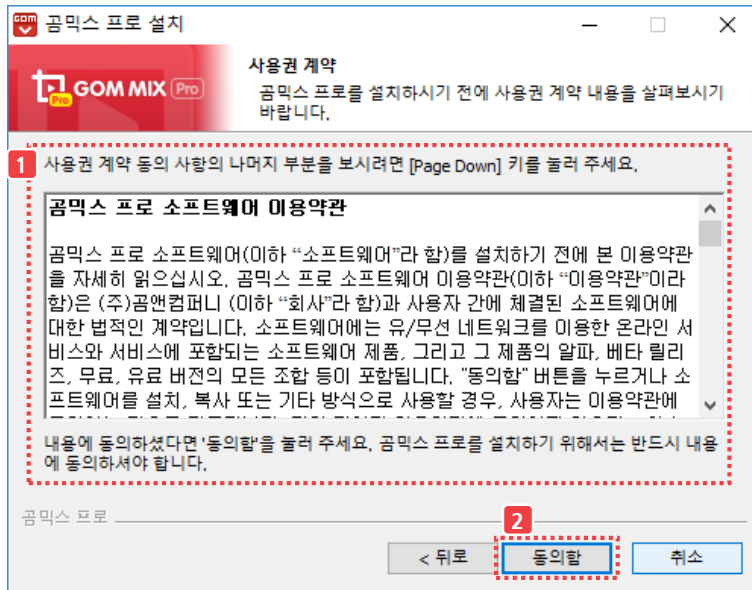 곰믹스 프로 설치
GOM MIX Pro
사용권 계약
곰믹스 프로를 설치하시기 전에 사용권 계약 내용을 살펴보시기
바랍니다.
1
사용권 계약 동의 사항의 나머지 부분을 보시려면 [Page Down] 키를 눌러 주세요.
곰믹스 프로 소프트웨어 이용약관
곰믹스 프로 소프트웨어(이하 “소프트웨어”라 함)를 설치하기 전에 본 이용약관
을 자세히 읽으십시오. 곰믹스 프로 소프트웨어 이용약관(이하 “이용약관”이라
함)은 (주)곰앤컴퍼니 (이하 “회사”라 함)과 사용자 간에 체결된 소프트웨어에
대한 법적인 계약입니다. 소프트웨어에는 유/무선 네트워크를 이용한 온라인 서
비스와 서비스에 포함되는 소프트웨어 제품, 그리고 그 제품의 알파, 베타 릴리
즈, 무료, 유료 버전의 모든 조합 등이 포함됩니다. "동의함" 버튼을 누르거나 소
프트웨어를 설치, 복사 또는 기타 방식으로 사용할 경우, 사용자는 이용약관에
내용에 동의하셨다면 '동의함'을 눌러 주세요. 곰믹스 프로를 설치하기 위해서는 반드시 내용
에 동의하셔야 합니다.
곰믹스 프로
2
< 뒤로
동의함
취소